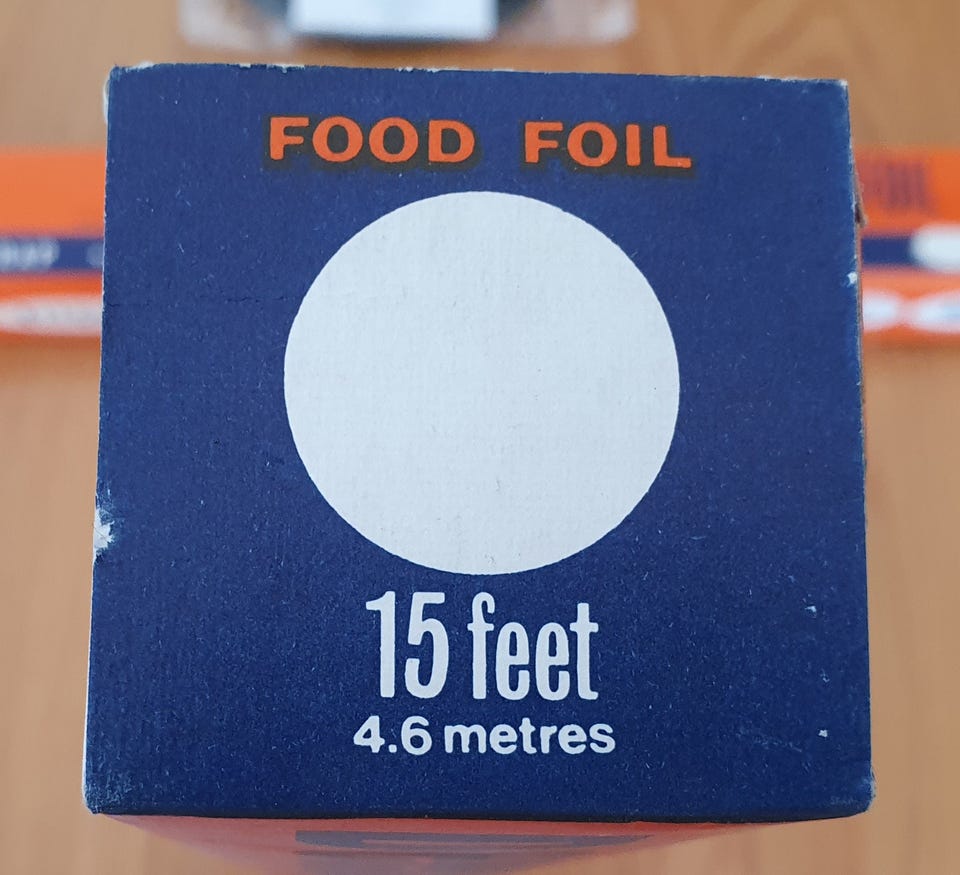 FOOD FOIL
15 feet
4.6 metres